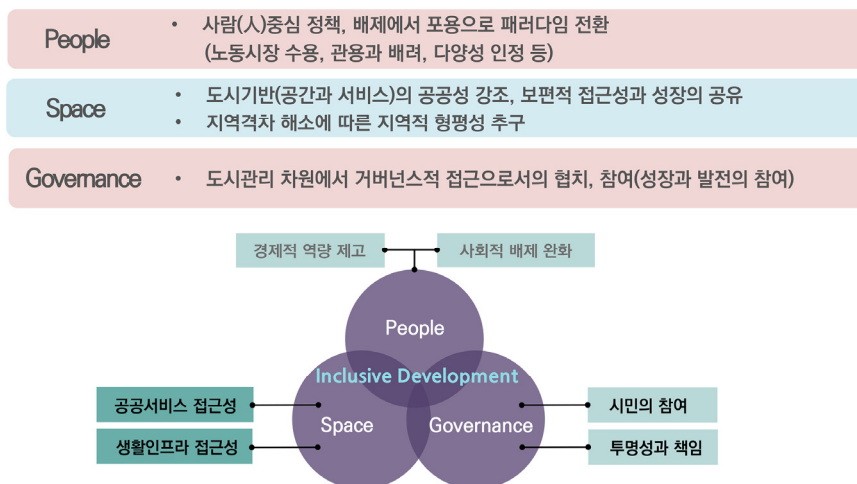 People
• 사람(人)중심 정책, 배제에서 포용으로 패러다임 전환
(노동시장 수용, 관용과 배려, 다양성 인정 등)
Space
• 도시기반(공간과 서비스)의 공공성 강조, 보편적 접근성과 성장의 공유
• 지역격차 해소에 따른 지역적 형평성 추구
Governance
• 도시관리 차원에서 거버넌스적 접근으로서의 협치, 참여(성장과 발전의 참여)
경제적 역량 제고
사회적 배제 완화
People
Inclusive Development
공공서비스 접근성
시민의 참여
Space
Governance
생활인프라 접근성
투명성과 책임